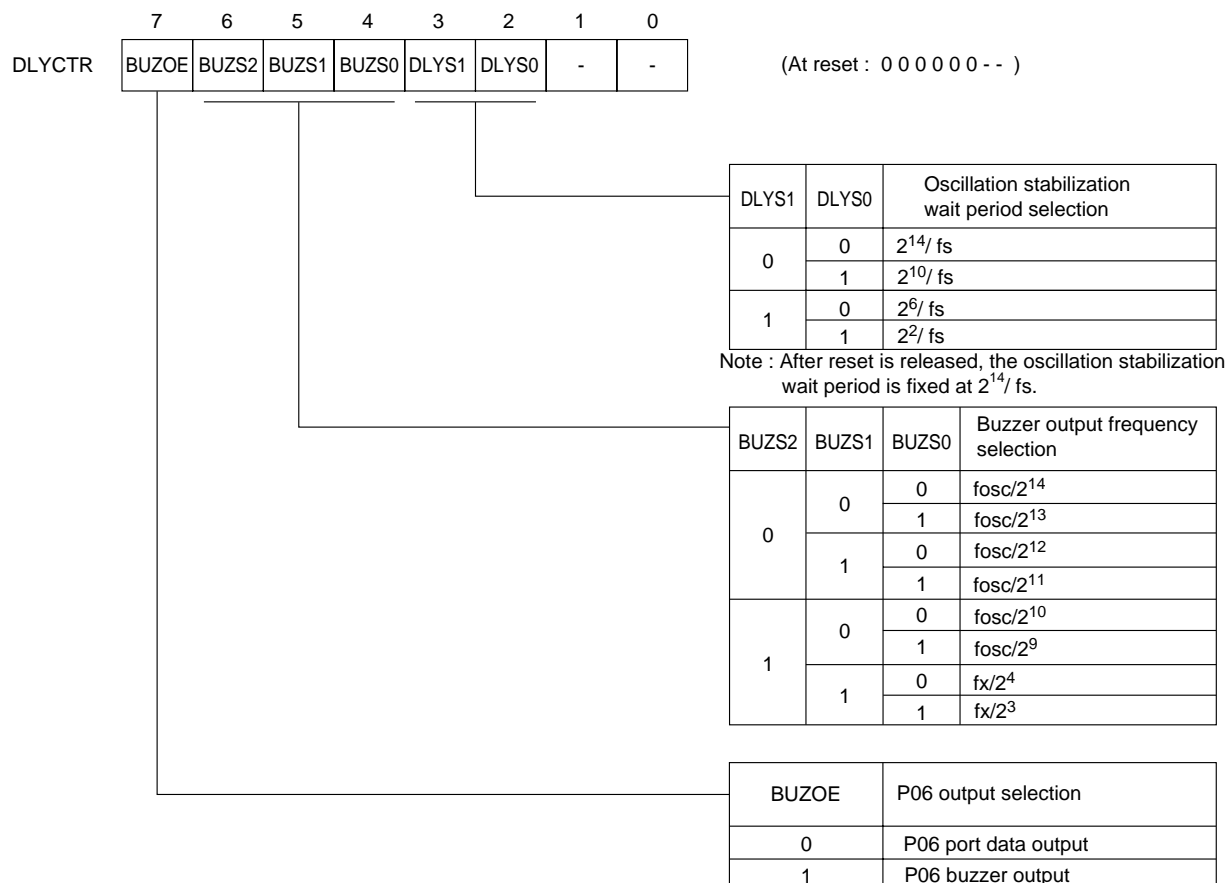 7 6 5 4 3 2 1 0
DLYCTR BUZOE BUZS2 BUZS1 BUZS0 DLYS1 DLYS0 - - (At reset : 0 0 0 0 0 0 - - )
DLYS1 DLYS0 Oscillation stabilization
wait period selection
0 0 2^14/ fs
1 2^10/ fs
1 0 2^6/ fs
1 2^2/ fs
Note : After reset is released, the oscillation stabilization
wait period is fixed at 2^14/ fs.
BUZS2 BUZS1 BUZS0 Buzzer output frequency
selection
0 0 0 fosc/2^14
1 fosc/2^13
1 0 fosc/2^12
1 fosc/2^11
1 0 0 fosc/2^10
1 fosc/2^9
1 0 fx/2^4
1 fx/2^3
BUZOE P06 output selection
0 P06 port data output
1 P06 buzzer output